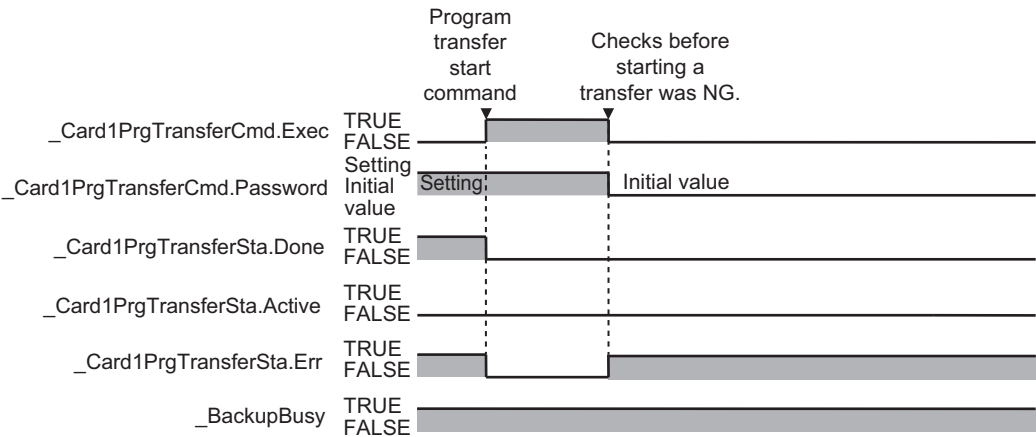 Program
transfer
start
command
Checks before
starting a
transfer was NG.
_Card1PrgTransferCmd.Exec
TRUE
FALSE
_Card1PrgTransferCmd.Password
Setting
Initial
value
Setting
Initial value
_Card1PrgTransferSta.Done
TRUE
FALSE
_Card1PrgTransferSta.Active
TRUE
FALSE
_Card1PrgTransferSta.Err
TRUE
FALSE
_BackupBusy
TRUE
FALSE